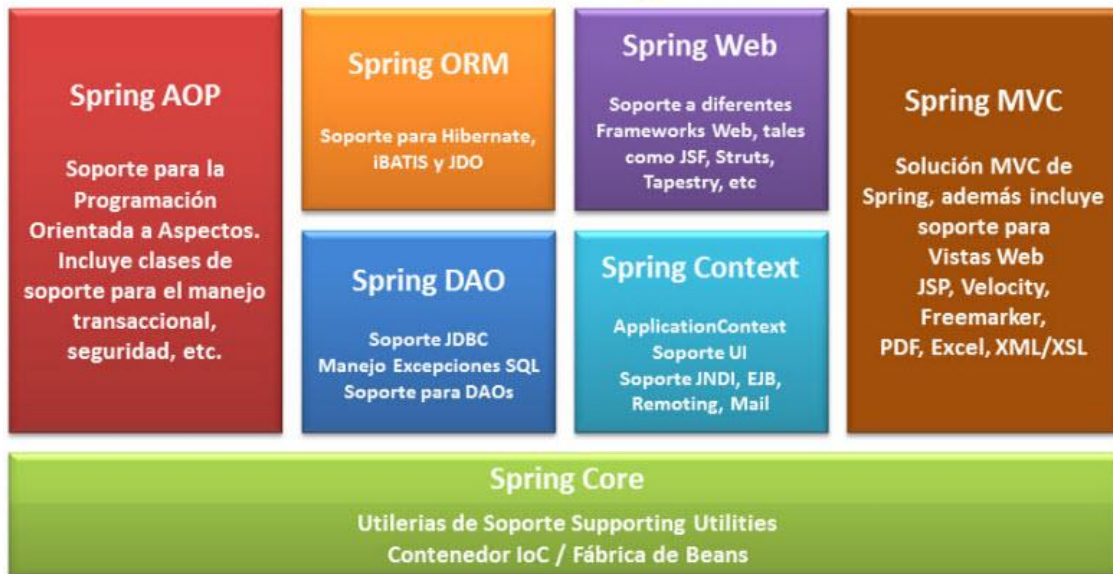 Spring AOP
Soporte para la
Programación
Orientada a Aspectos.
Incluye clases de
soporte para el manejo
transaccional,
seguridad, etc.
Spring ORM
Soporte para Hibernate,
iBATIS y JDO
Spring Web
Soporte a diferentes
Frameworks Web, tales
como JSF, Struts,
Tapestry, etc
Spring DAO
Soporte JDBC
Manejo Excepciones SQL
Soporte para DAOs
Spring Context
ApplicationContext
Soporte UI
Soporte JNDI, EJB,
Remoting, Mail
Spring MVC
Solución MVC de
Spring, además incluye
soporte para
Vistas Web
JSP, Velocity,
Freemarker,
PDF, Excel, XML/XSL
Spring Core
Utilerias de Soporte Supporting Utilities
Contenedor IoC / Fábrica de Beans